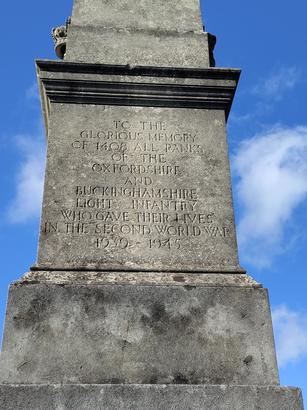 TO THE
GLORIOUS MEMORY
OF 1408 ALL RANKS
OF THE
OXFORDSHIRE
AND
BUCKINGHAMSHIRE
LIGHT INFANTRY
WHO GAVE THEIR LIVES
IN THE SECOND WORLD WAR
1939 - 1945